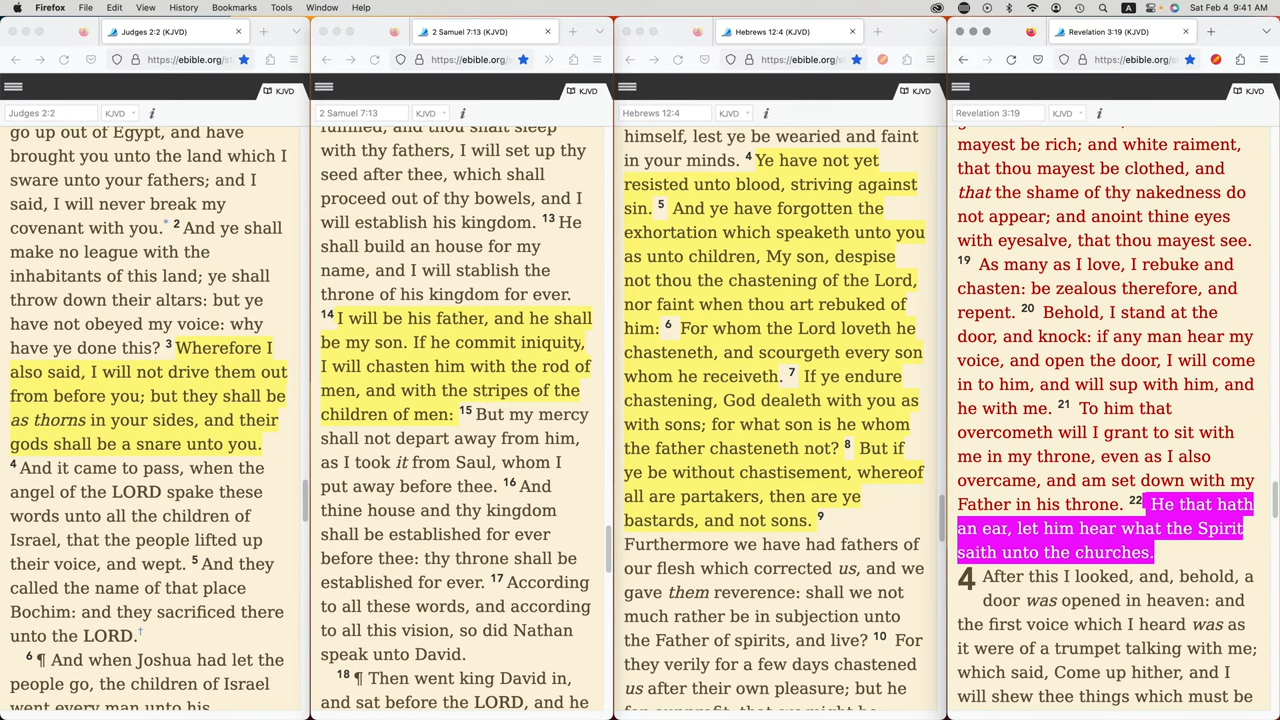 Firefox File Edit View History Bookmarks Tools Window Help
A
Sat Feb 4 9:41 AM
Judges 2:2 (KJVD)
https://ebible.org/
KJVD
Judges 2:2
KJVD
i
go up out of Egypt, and have
brought you unto the land which I
sware unto your fathers; and I
said, I will never break my
covenant with you.* 2 And ye shall
make no league with the
inhabitants of this land; ye shall
throw down their altars: but ye
have not obeyed my voice: why
have ye done this? 3 Wherefore I
also said, I will not drive them out
from before you; but they shall be
as thorns in your sides, and their
gods shall be a snare unto you.
4 And it came to pass, when the
angel of the LORD spake these
words unto all the children of
Israel, that the people lifted up
their voice, and wept. 5 And they
called the name of that place
Bochim: and they sacrificed there
unto the LORD.†
6 ¶ And when Joshua had let the
people go, the children of Israel
went every man unto his
2 Samuel 7:13 (KJVD)
https://ebible.org/s
KJVD
2 Samuel 7:13
KJVD
i
fulfilled, and thou shalt sleep
with thy fathers, I will set up thy
seed after thee, which shall
proceed out of thy bowels, and I
will establish his kingdom. 13 He
shall build an house for my
name, and I will stablish the
throne of his kingdom for ever.
14 I will be his father, and he shall
be my son. If he commit iniquity,
I will chasten him with the rod of
men, and with the stripes of the
children of men: 15 But my mercy
shall not depart away from him,
as I took it from Saul, whom I
put away before thee. 16 And
thine house and thy kingdom
shall be established for ever
before thee: thy throne shall be
established for ever. 17 According
to all these words, and according
to all this vision, so did Nathan
speak unto David.
18 ¶ Then went king David in,
and sat before the LORD, and he
Hebrews 12:4 (KJVD)
https://ebible.org/s
KJVD
Hebrews 12:4
KJVD
i
himself, lest ye be wearied and faint
in your minds. 4 Ye have not yet
resisted unto blood, striving against
sin. 5 And ye have forgotten the
exhortation which speaketh unto you
as unto children, My son, despise
not thou the chastening of the Lord,
nor faint when thou art rebuked of
him: 6 For whom the Lord loveth he
chasteneth, and scourgeth every son
whom he receiveth. 7 If ye endure
chastening, God dealeth with you as
with sons; for what son is he whom
the father chasteneth not? 8 But if
ye be without chastisement, whereof
all are partakers, then are ye
bastards, and not sons. 9
Furthermore we have had fathers of
our flesh which corrected us, and we
gave them reverence: shall we not
much rather be in subjection unto
the Father of spirits, and live? 10 For
they verily for a few days chastened
us after their own pleasure; but he
Revelation 3:19 (KJVD)
https://ebible.org/s
KJVD
Revelation 3:19
KJVD
i
mayest be rich; and white raiment,
that thou mayest be clothed, and
that the shame of thy nakedness do
not appear; and anoint thine eyes
with eyesalve, that thou mayest see.
19 As many as I love, I rebuke and
chasten: be zealous therefore, and
repent. 20 Behold, I stand at the
door, and knock: if any man hear my
voice, and open the door, I will come
in to him, and will sup with him, and
he with me. 21 To him that
overcometh will I grant to sit with
me in my throne, even as I also
overcame, and am set down with my
Father in his throne. 22 He that hath
an ear, let him hear what the Spirit
saith unto the churches.
4 After this I looked, and, behold, a
door was opened in heaven: and
the first voice which I heard was as
it were of a trumpet talking with me;
which said, Come up hither, and I
will shew thee things which must be